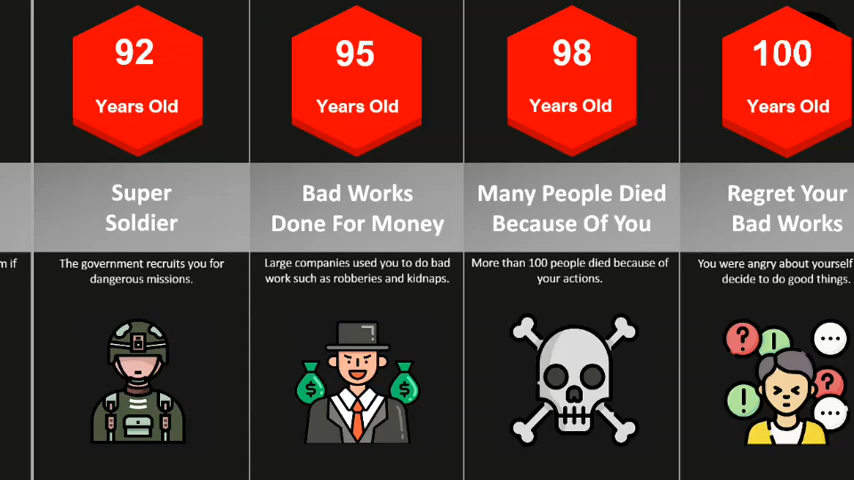 92
Years Old
Super
Soldier
The government recruits you for
dangerous missions.
95
Years Old
Bad Works
Done For Money
Large companies used you to do bad
work such as robberies and kidnaps.
98
Years Old
Many People Died
Because Of You
More than 100 people died because of
your actions.
100
Years Old
Regret Your
Bad Works
You were angry about yourself
decide to do good things.
if